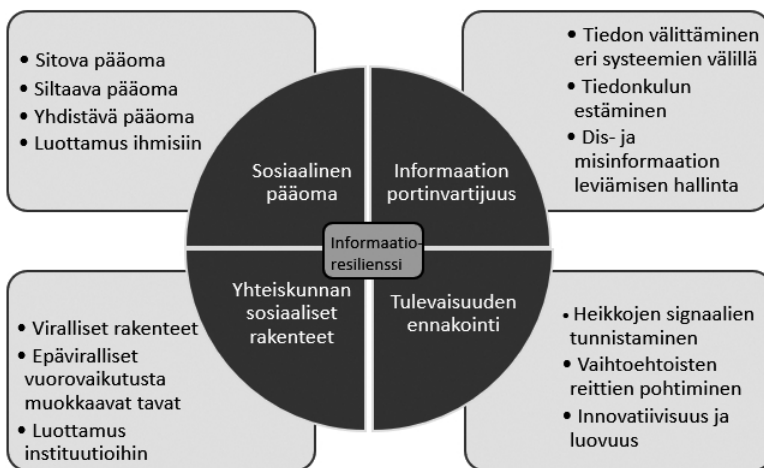 • Sitova pääoma
• Siltaava pääoma
• Yhdistävä pääoma
• Luottamus ihmisiin
• Tiedon välittäminen
eri systeemien välillä
• Tiedonkulun
estäminen
• Dis- ja
misinformaation
leviämisen hallinta
Sosiaalinen
pääoma
Informaation
portinvartijuus
Informaatio-
resilienssi
Yhteiskunnan
sosiaaliset
rakenteet
Tulevaisuuden
ennakointi
• Viralliset rakenteet
• Epäviralliset
vuorovaikutusta
muokkaavat tavat
• Luottamus
instituutioihin
• Heikkojen signaalien
tunnistaminen
• Vaihtoehtoisten
reittien pohtiminen
• Innovatiivisuus ja
luovuus